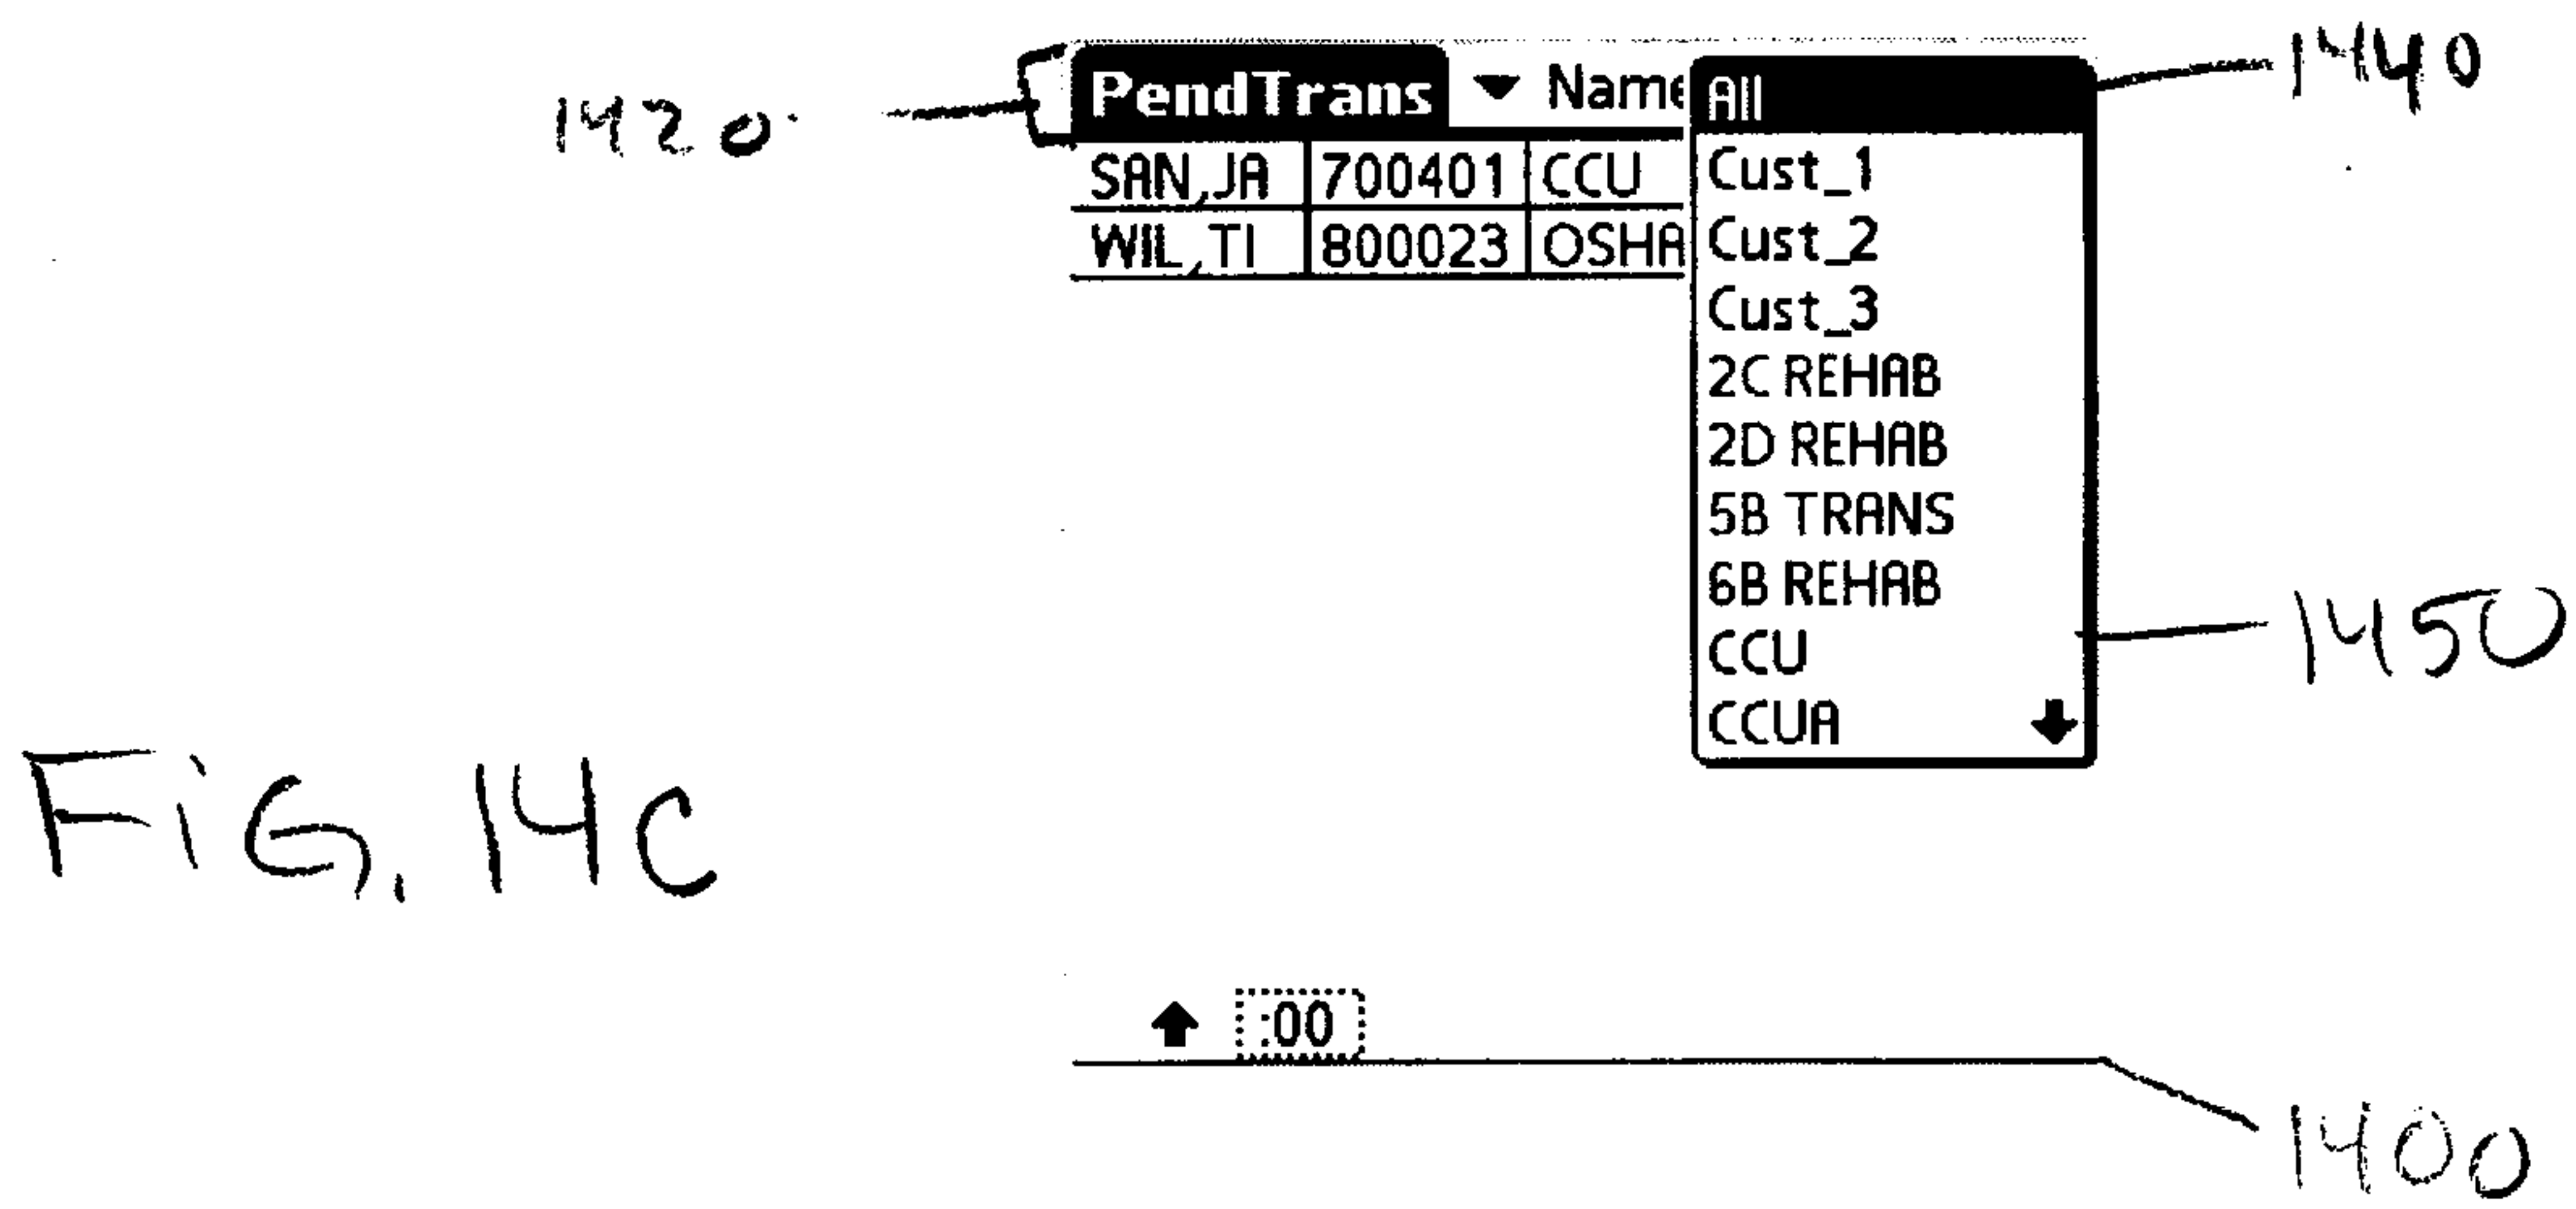 1420
PendTrans Name
SAN,JA 700401 CCU
WIL,TI 800023 OSHA
All
Cust_1
Cust_2
Cust_3
2C REHAB
2D REHAB
5B TRANS
6B REHAB
CCU
CCUA
1440
1450
FiG. 14C
:00
1400